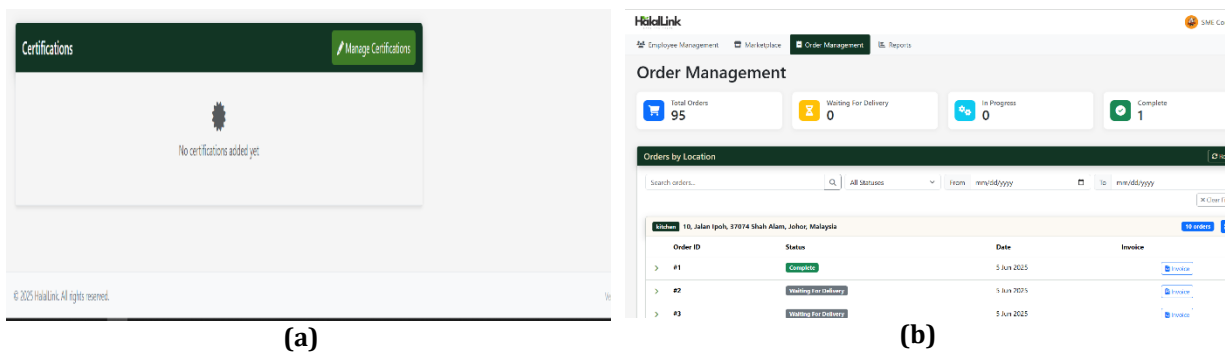 Certifications
Manage Certifications
No certifications added yet
© 2025 HalalLink. All rights reserved.
(a)
HalalLink
SME Co
Employee Management Marketplace Order Management Reports
Order Management
Total Orders
95
Waiting For Delivery
0
In Progress
0
Complete
1
Orders by Location
Search orders...
All Statuses
From mm/dd/yyyy
To mm/dd/yyyy
kitchen 10, Jalan Ipoh, 37074 Shah Alam, Johor, Malaysia
10 orders
Order ID Status Date Invoice
#1 Complete 5 Jun 2025 Invoice
#2 Waiting For Delivery 5 Jun 2025 Invoice
#3 Waiting For Delivery 5 Jun 2025 Invoice
(b)